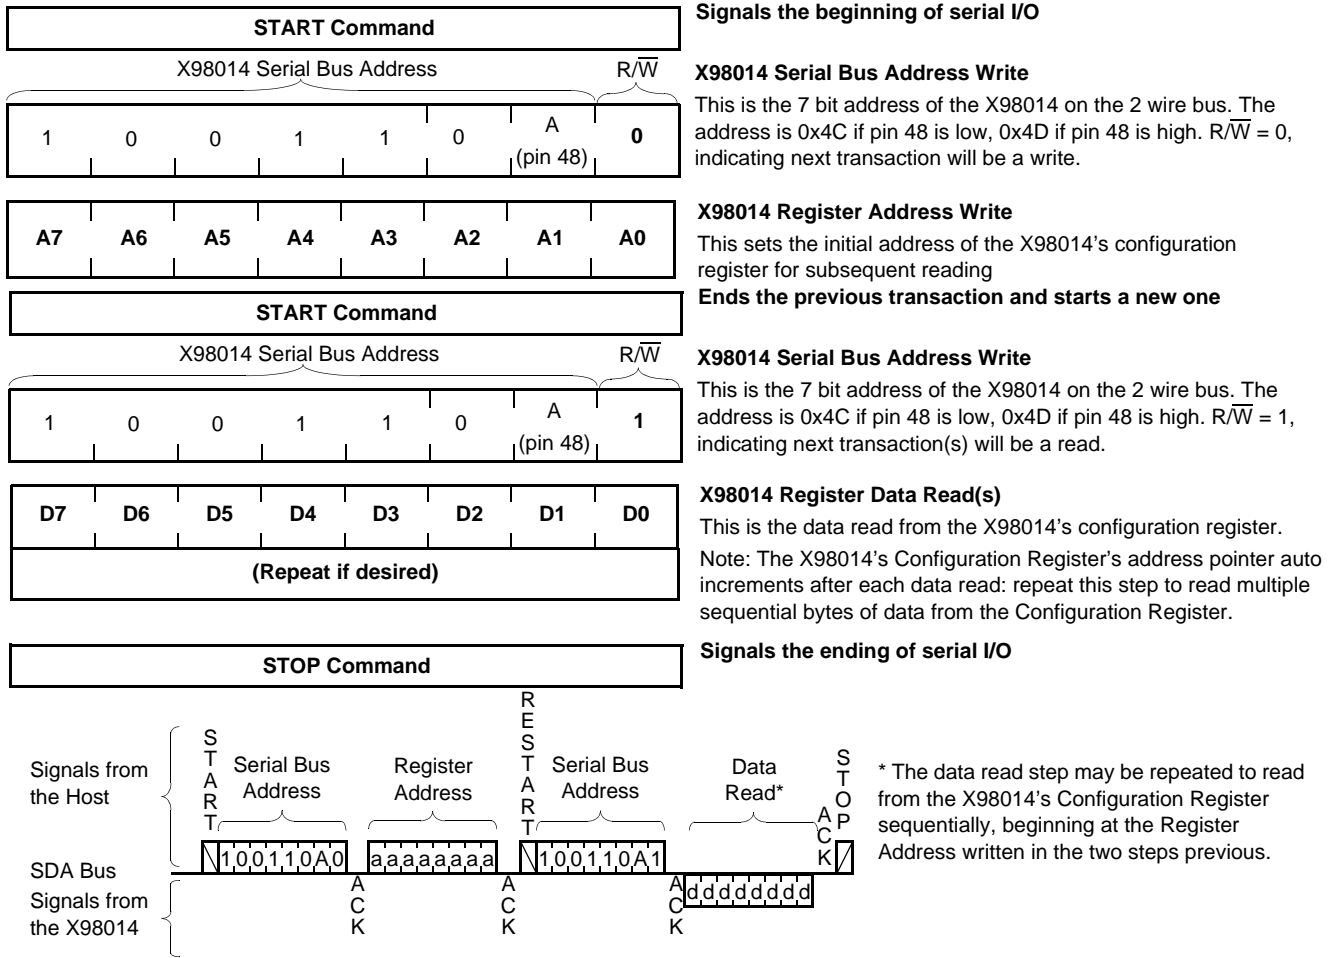 START Command
Signals the beginning of serial I/O
X98014 Serial Bus Address
R/W̅
X98014 Serial Bus Address Write
1 0 0 1 1 0 A (pin 48) 0
This is the 7 bit address of the X98014 on the 2 wire bus. The
address is 0x4C if pin 48 is low, 0x4D if pin 48 is high. R/W̅ = 0,
indicating next transaction will be a write.
A7 A6 A5 A4 A3 A2 A1 A0
X98014 Register Address Write
This sets the initial address of the X98014's configuration
register for subsequent reading
START Command
Ends the previous transaction and starts a new one
X98014 Serial Bus Address
R/W̅
X98014 Serial Bus Address Write
1 0 0 1 1 0 A (pin 48) 1
This is the 7 bit address of the X98014 on the 2 wire bus. The
address is 0x4C if pin 48 is low, 0x4D if pin 48 is high. R/W̅ = 1,
indicating next transaction(s) will be a read.
D7 D6 D5 D4 D3 D2 D1 D0
(Repeat if desired)
X98014 Register Data Read(s)
This is the data read from the X98014's configuration register.
Note: The X98014's Configuration Register's address pointer auto
increments after each data read: repeat this step to read multiple
sequential bytes of data from the Configuration Register.
STOP Command
Signals the ending of serial I/O
Signals from
the Host
START
Serial Bus
Address
Register
Address
RESTART
Serial Bus
Address
Data
Read*
ACK
STOP
* The data read step may be repeated to read
from the X98014's Configuration Register
sequentially, beginning at the Register
Address written in the two steps previous.
SDA Bus
1 0 0 1 1 0 A 0
a a a a a a a a
1 0 0 1 1 0 A 1
Signals from
the X98014
ACK
ACK
ACK
d d d d d d d d